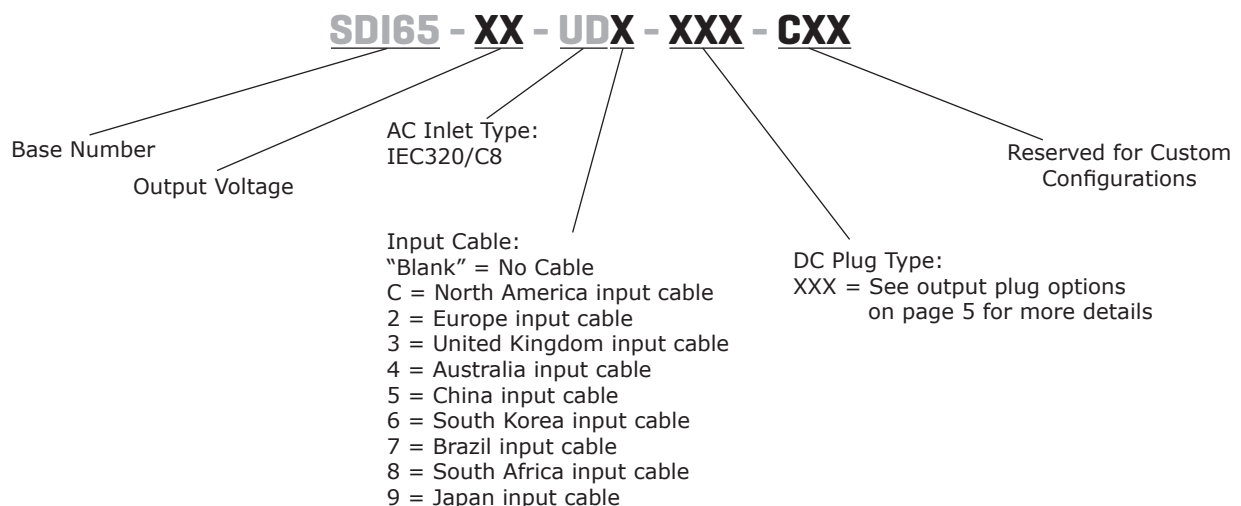 SDI65 - XX - UDX - XXX - CXX
Base Number
Output Voltage
AC Inlet Type:
IEC320/C8
Input Cable:
“Blank” = No Cable
C = North America input cable
2 = Europe input cable
3 = United Kingdom input cable
4 = Australia input cable
5 = China input cable
6 = South Korea input cable
7 = Brazil input cable
8 = South Africa input cable
9 = Japan input cable
DC Plug Type:
XXX = See output plug options
on page 5 for more details
Reserved for Custom
Configurations